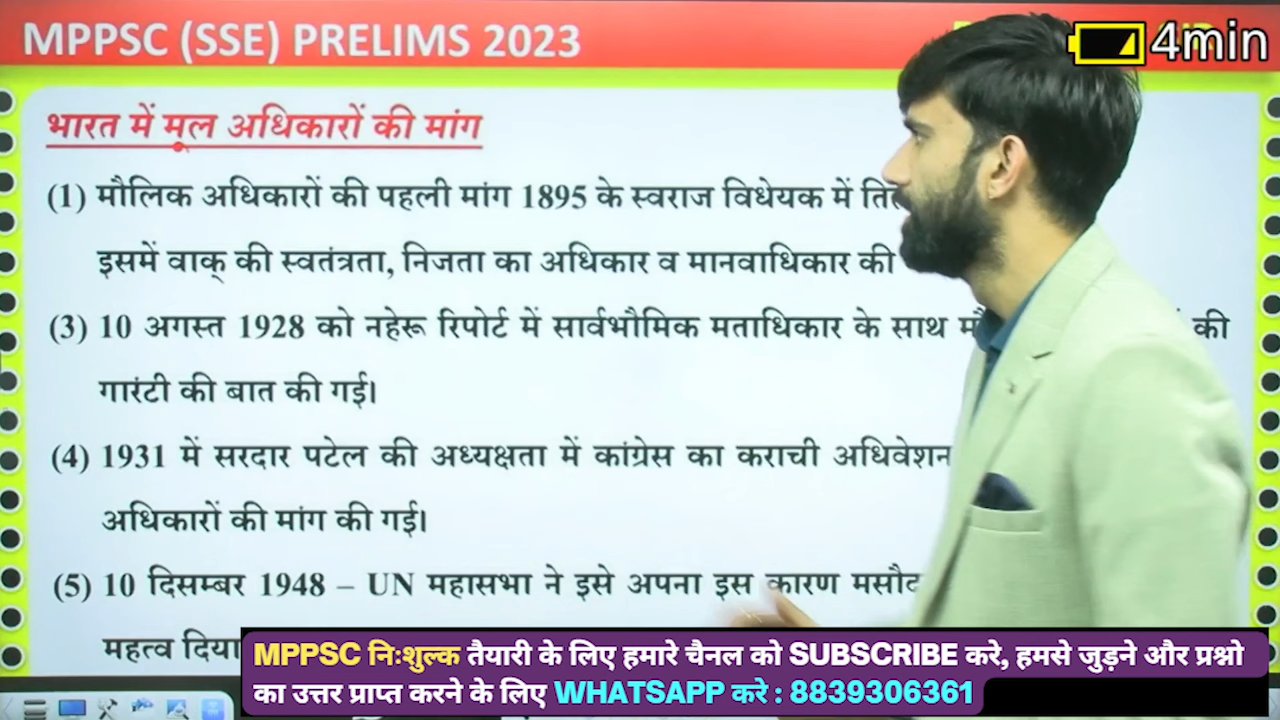 MPPSC (SSE) PRELIMS 2023
4min
भारत में मूल अधिकारों की मांग
(1) मौलिक अधिकारों की पहली मांग 1895 के स्वराज विधेयक में
इसमें वाक् की स्वतंत्रता, निजता का अधिकार व मानवाधिकार की
(3) 10 अगस्त 1928 को नहेरू रिपोर्ट में सार्वभौमिक मताधिकार के साथ की
गारंटी की बात की गई।
(4) 1931 में सरदार पटेल की अध्यक्षता में कांग्रेस का कराची अधिवेशन
अधिकारों की मांग की गई।
(5) 10 दिसम्बर 1948 – UN महासभा ने इसे अपना इस कारण
महत्व दिया
MPPSC निःशुल्क तैयारी के लिए हमारे चैनल को SUBSCRIBE करे, हमसे जुड़ने और प्रश्नो
का उत्तर प्राप्त करने के लिए WHATSAPP करे : 8839306361